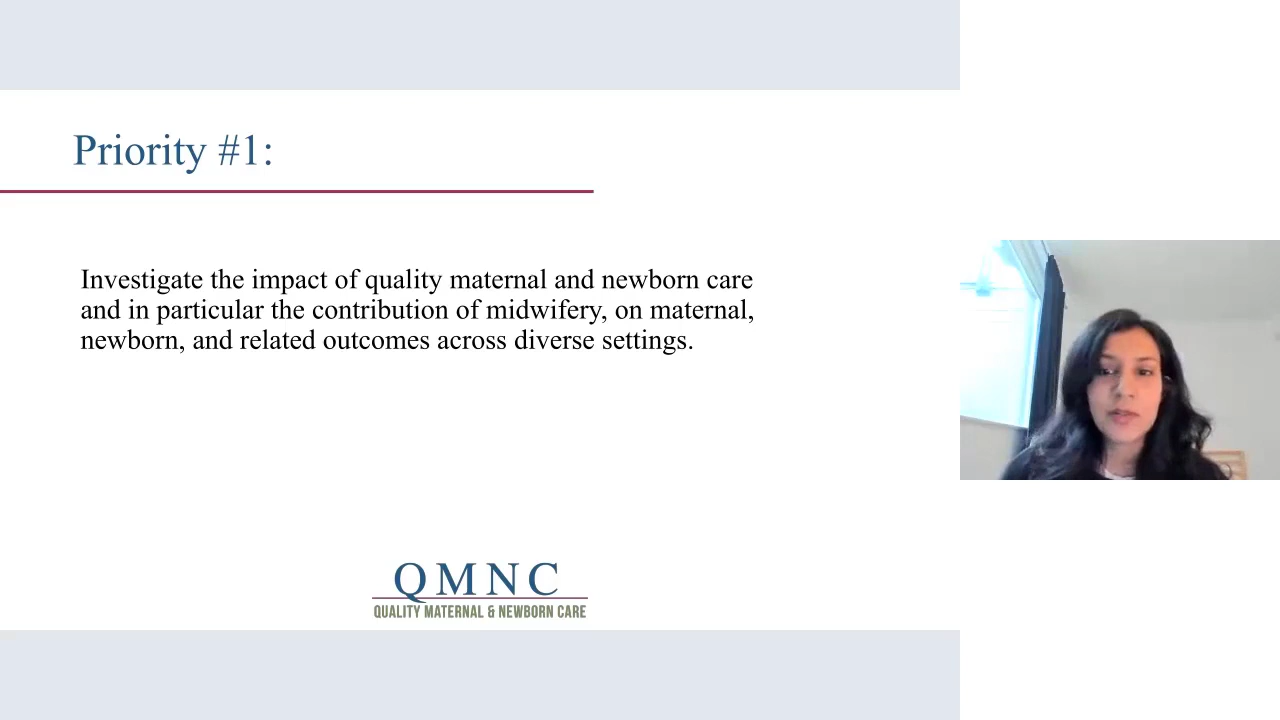 Priority #1:
Investigate the impact of quality maternal and newborn care
and in particular the contribution of midwifery, on maternal,
newborn, and related outcomes across diverse settings.
QMNC
QUALITY MATERNAL & NEWBORN CARE